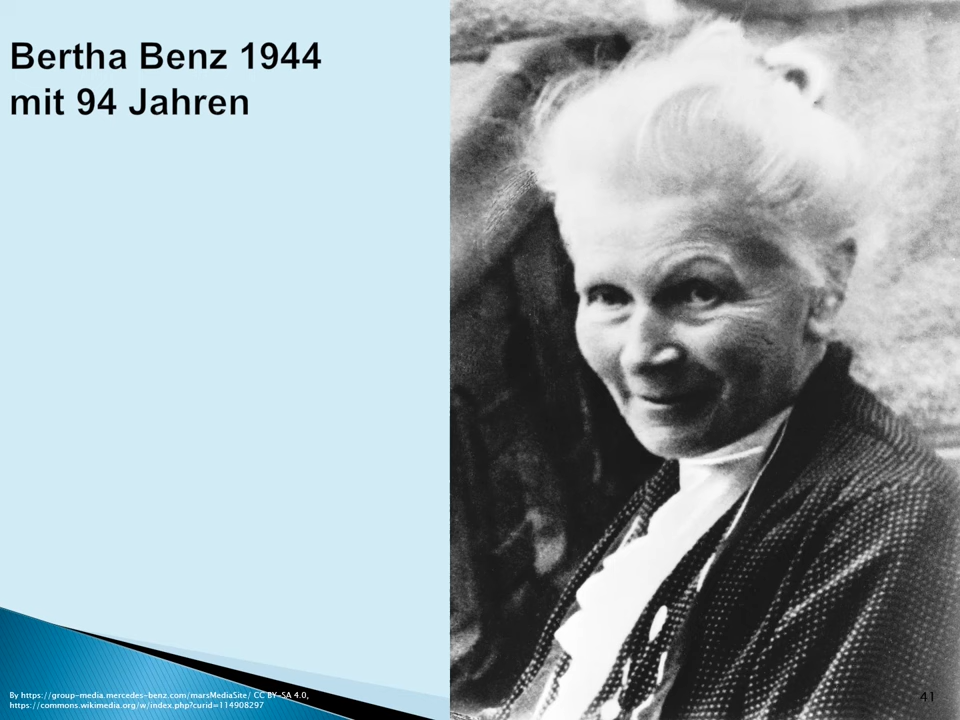 Bertha Benz 1944
mit 94 Jahren
By https://group-media.mercedes-benz.com/marsMediaSite/ CC BY-SA 4.0,
https://commons.wikimedia.org/w/index.php?curid=114908297
41